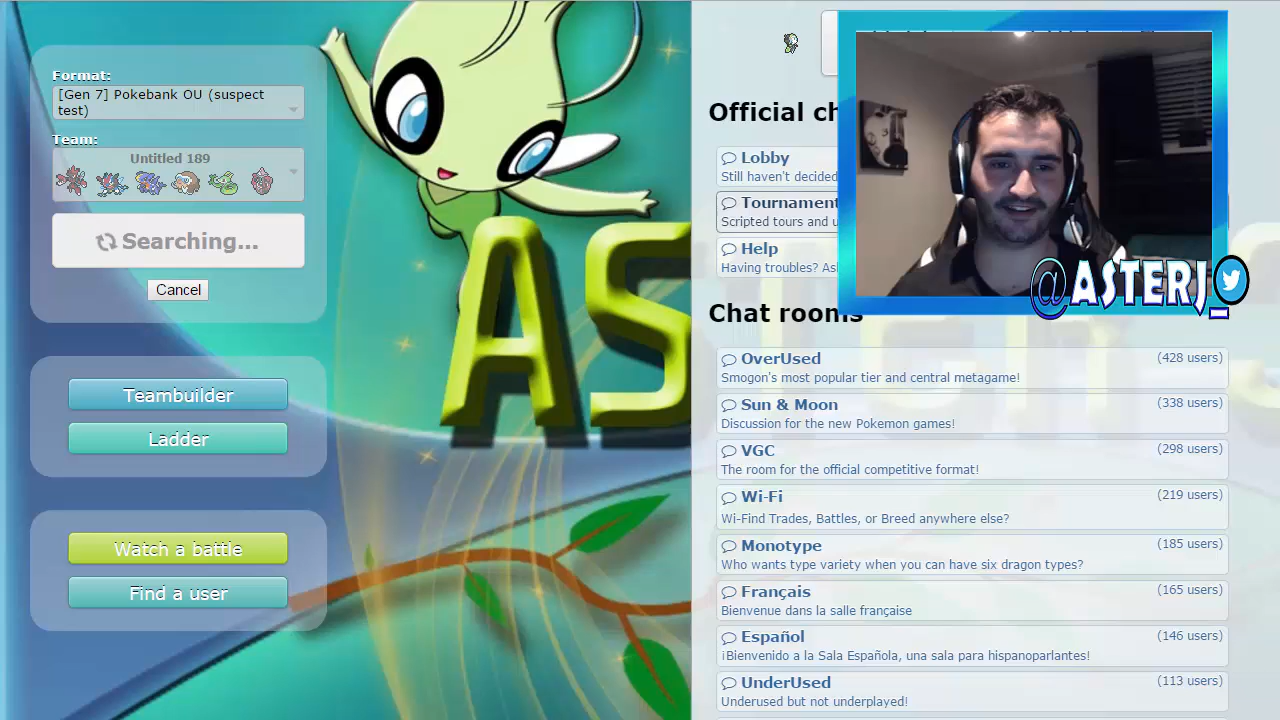 Format:
[Gen 7] Pokebank OU (suspect
test)
Team:
Untitled 189
Searching...
Cancel
Teambuilder
Ladder
Watch a battle
Find a user
AS
Official ch
Lobby
Still haven't decided
Tournament
Scripted tours and u
Help
Having troubles? As
@ASTERJ_
Chat rooms
OverUsed (428 users)
Smogon's most popular tier and central metagame!
Sun & Moon (338 users)
Discussion for the new Pokemon games!
VGC (298 users)
The room for the official competitive format!
Wi-Fi (219 users)
Wi-Find Trades, Battles, or Breed anywhere else?
Monotype (185 users)
Who wants type variety when you can have six dragon types?
Français (165 users)
Bienvenue dans la salle française
Español (146 users)
¡Bienvenido a la Sala Española, una sala para hispanoparlantes!
UnderUsed (113 users)
Underused but not underplayed!